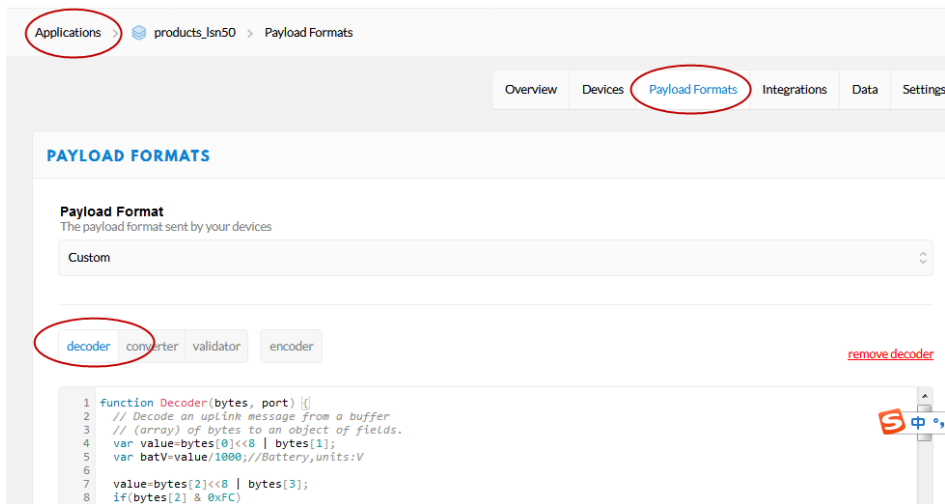 Applications > products_lsn50 > Payload Formats
Overview Devices Payload Formats Integrations Data Settings
PAYLOAD FORMATS
Payload Format
The payload format sent by your devices
Custom
decoder converter validator encoder
remove decoder
1 function Decoder(bytes, port) {
2 // Decode an uplink message from a buffer
3 // (array) of bytes to an object of fields.
4 var value=bytes[0]<<8 | bytes[1];
5 var batV=value/1000;//Battery,units:V
6
7 value=bytes[2]<<8 | bytes[3];
8 if(bytes[2] & 0xFC)
S 中 °,